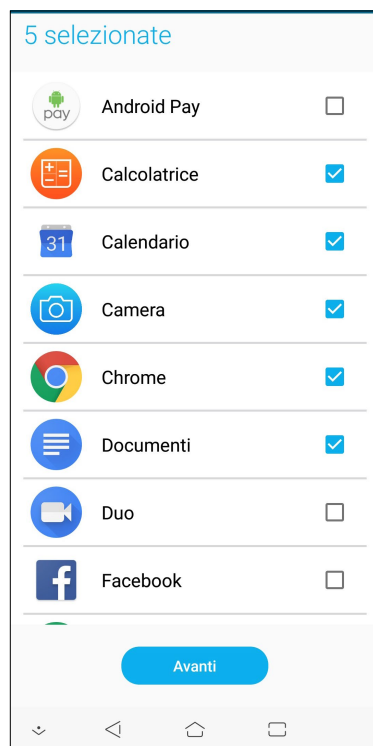 5 selezionate
pay
Android Pay
Calcolatrice
31
Calendario
Camera
Chrome
Documenti
Duo
f
Facebook
Avanti